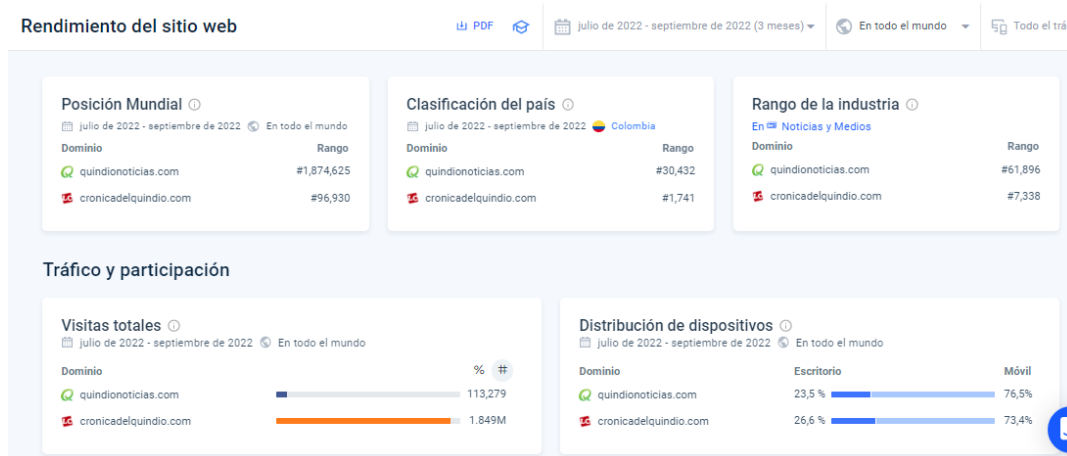 Rendimiento del sitio web
PDF
julio de 2022 - septiembre de 2022 (3 meses)
En todo el mundo
Todo el trá
Posición Mundial
julio de 2022 - septiembre de 2022 En todo el mundo
Dominio Rango
quindionoticias.com #1,874,625
cronicadelquindio.com #96,930
Clasificación del país
julio de 2022 - septiembre de 2022 Colombia
Dominio Rango
quindionoticias.com #30,432
cronicadelquindio.com #1,741
Rango de la industria
En Noticias y Medios
Dominio Rango
quindionoticias.com #61,896
cronicadelquindio.com #7,338
Tráfico y participación
Visitas totales
julio de 2022 - septiembre de 2022 En todo el mundo
Dominio % #
quindionoticias.com 113,279
cronicadelquindio.com 1.849M
Distribución de dispositivos
julio de 2022 - septiembre de 2022 En todo el mundo
Dominio Escritorio Móvil
quindionoticias.com 23,5 % 76,5%
cronicadelquindio.com 26,6 % 73,4%